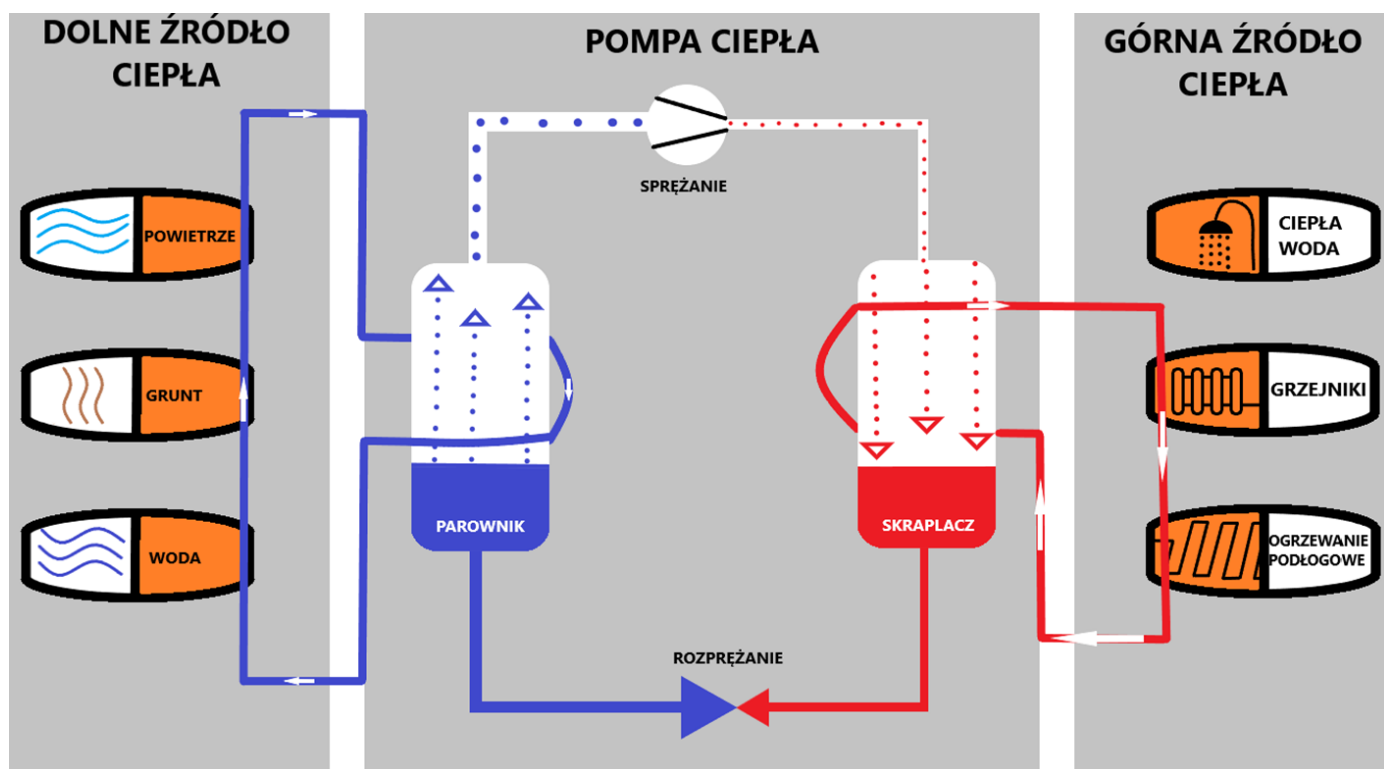 DOLNE ŹRÓDŁO
CIEPŁA
POWIETRZE
GRUNT
WODA
POMPA CIEPŁA
SPRĘŻANIE
PAROWNIK
SKRAPLACZ
ROZPRĘŻANIE
GÓRNA ŹRÓDŁO
CIEPŁA
CIEPŁA
WODA
GRZEJNIKI
OGRZEWANIE
PODŁOGOWE